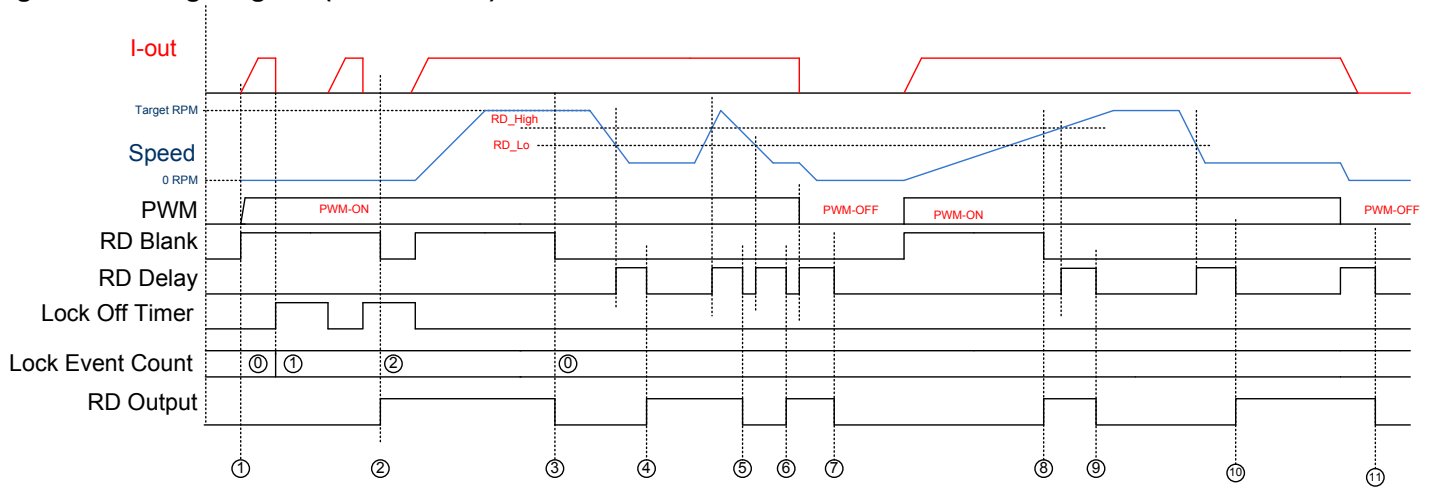 I-out
Target RPM
RD_High
RD_Lo
Speed
0 RPM
PWM
PWM-ON
PWM-OFF
PWM-ON
PWM-OFF
RD Blank
RD Delay
Lock Off Timer
Lock Event Count
⓪ ① ② ⓪
RD Output
① ② ③ ④ ⑤ ⑥ ⑦ ⑧ ⑨ ⑩ ⑪